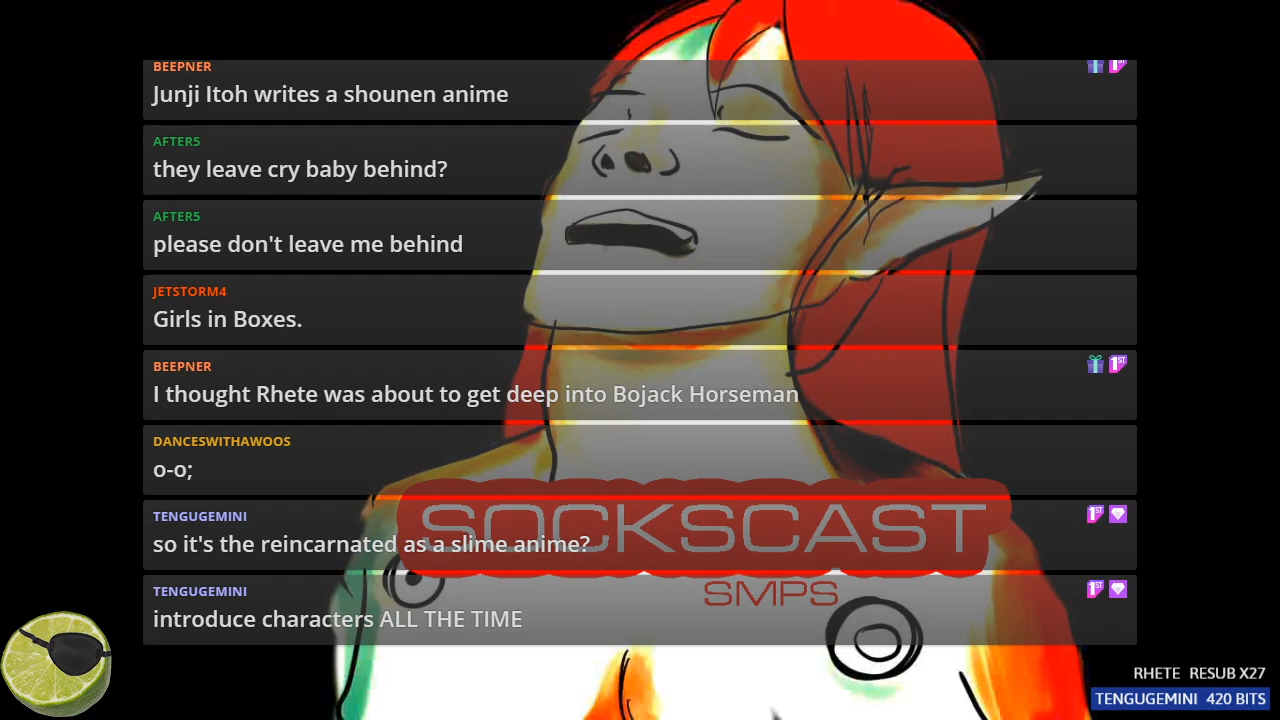 BEEPNER
Junji Itoh writes a shounen anime
AFTER5
they leave cry baby behind?
AFTER5
please don't leave me behind
JETSTORM4
Girls in Boxes.
BEEPNER
I thought Rhete was about to get deep into Bojack Horseman
DANCESWITHAWOOS
o-o;
TENGUGEMINI
so it's the reincarnated as a slime anime?
SOCKSCAST
SMPS
TENGUGEMINI
introduce characters ALL THE TIME
RHETE RESUB X27
TENGUGEMINI 420 BITS